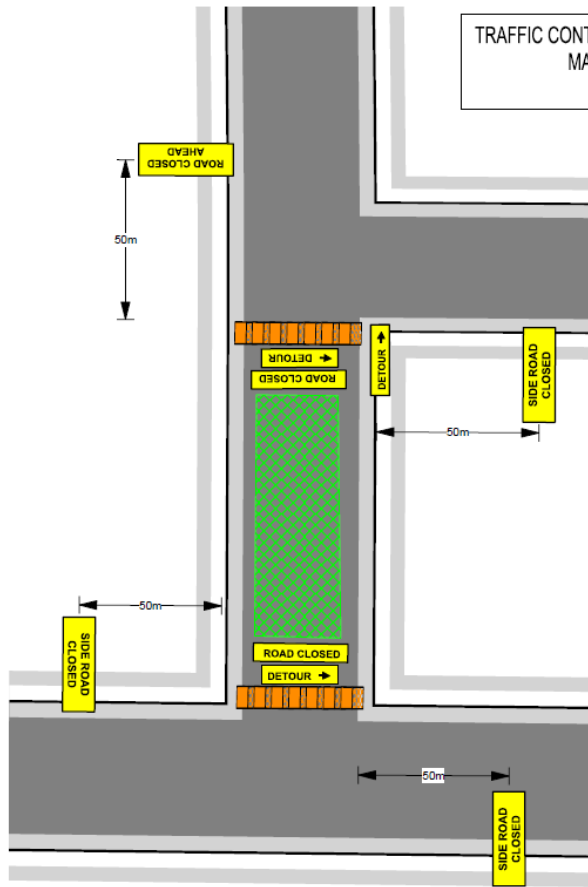 TRAFFIC CONT
MA
ROAD CLOSED
AHEAD
50m
DETOUR
ROAD CLOSED
DETOUR
SIDE ROAD
CLOSED
50m
50m
SIDE ROAD
CLOSED
ROAD CLOSED
DETOUR
50m
SIDE ROAD
CLOSED